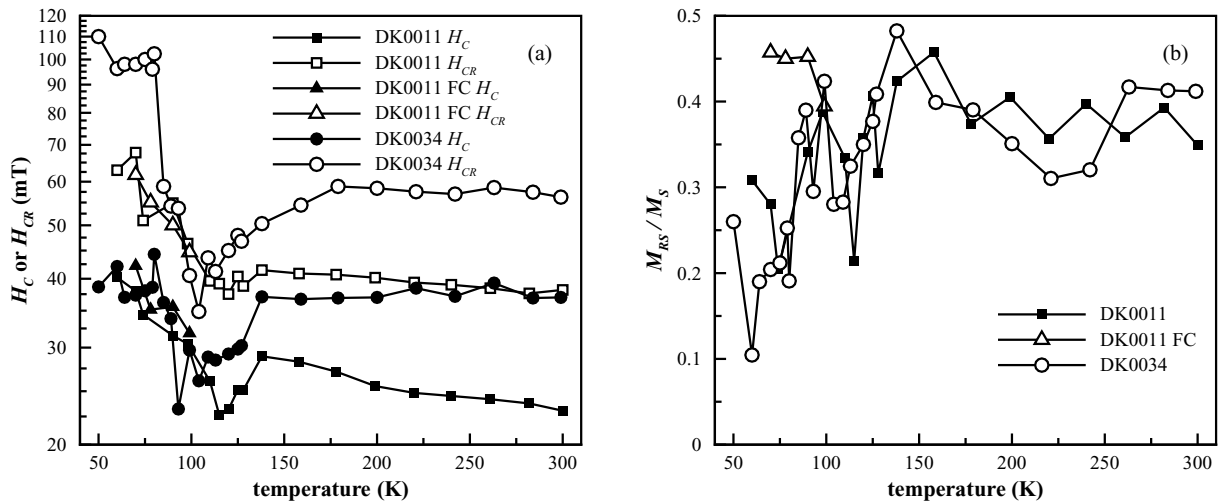 120
110
100
90
80
70
60
50
40
30
20
50
100
150
200
250
300
H_C or H_CR (mT)
temperature (K)
(a)
DK0011 H_C
DK0011 H_CR
DK0011 FC H_C
DK0011 FC H_CR
DK0034 H_C
DK0034 H_CR
0.5
0.4
0.3
0.2
0.1
0
50
100
150
200
250
300
M_RS / M_S
temperature (K)
(b)
DK0011
DK0011 FC
DK0034